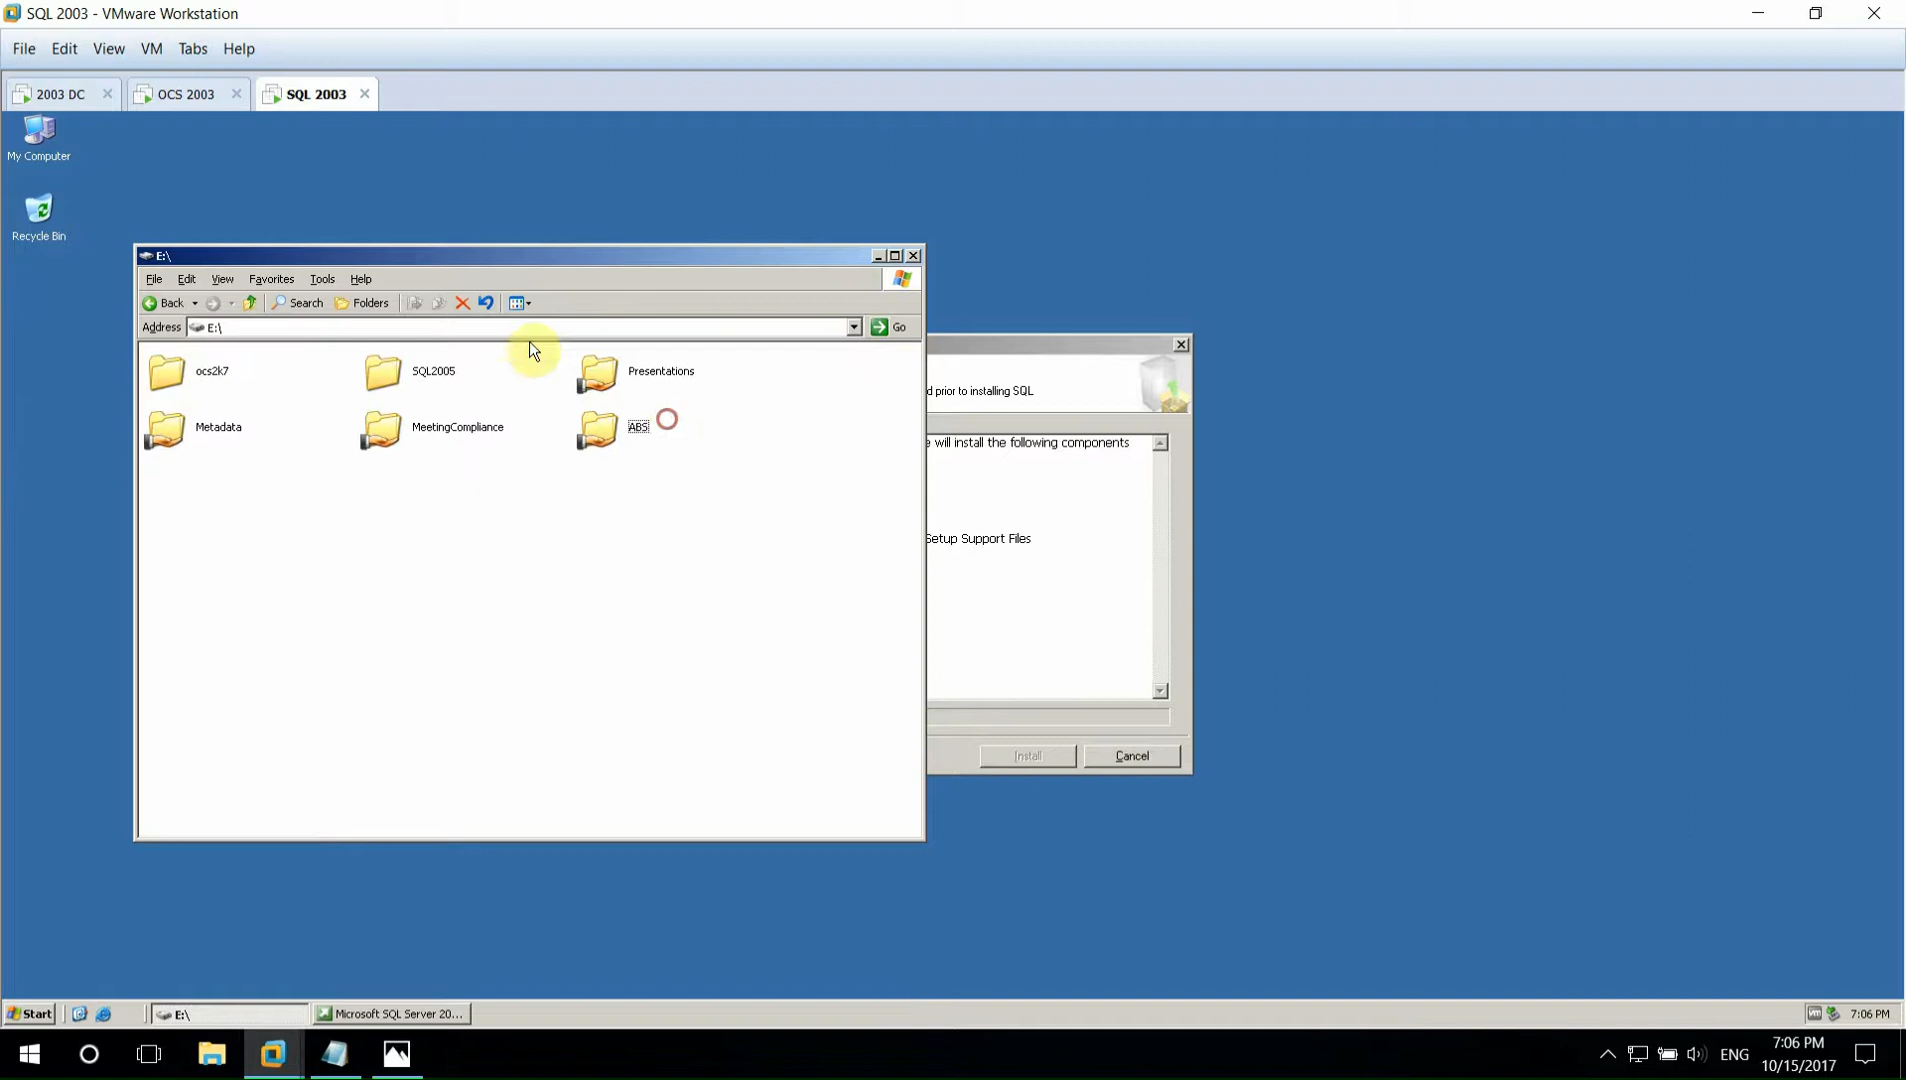 SQL 2003 - VMware Workstation
File Edit View VM Tabs Help
2003 DC OCS 2003 SQL 2003
My Computer
Recycle Bin
E:\
File Edit View Favorites Tools Help
Back Search Folders
Address E:\ Go
ocs2k7 SQL2005 Presentations
Metadata MeetingCompliance ABS
d prior to installing SQL
e will install the following components
Setup Support Files
Install Cancel
Start E:\ Microsoft SQL Server 20... 7:06 PM
ENG 7:06 PM
10/15/2017